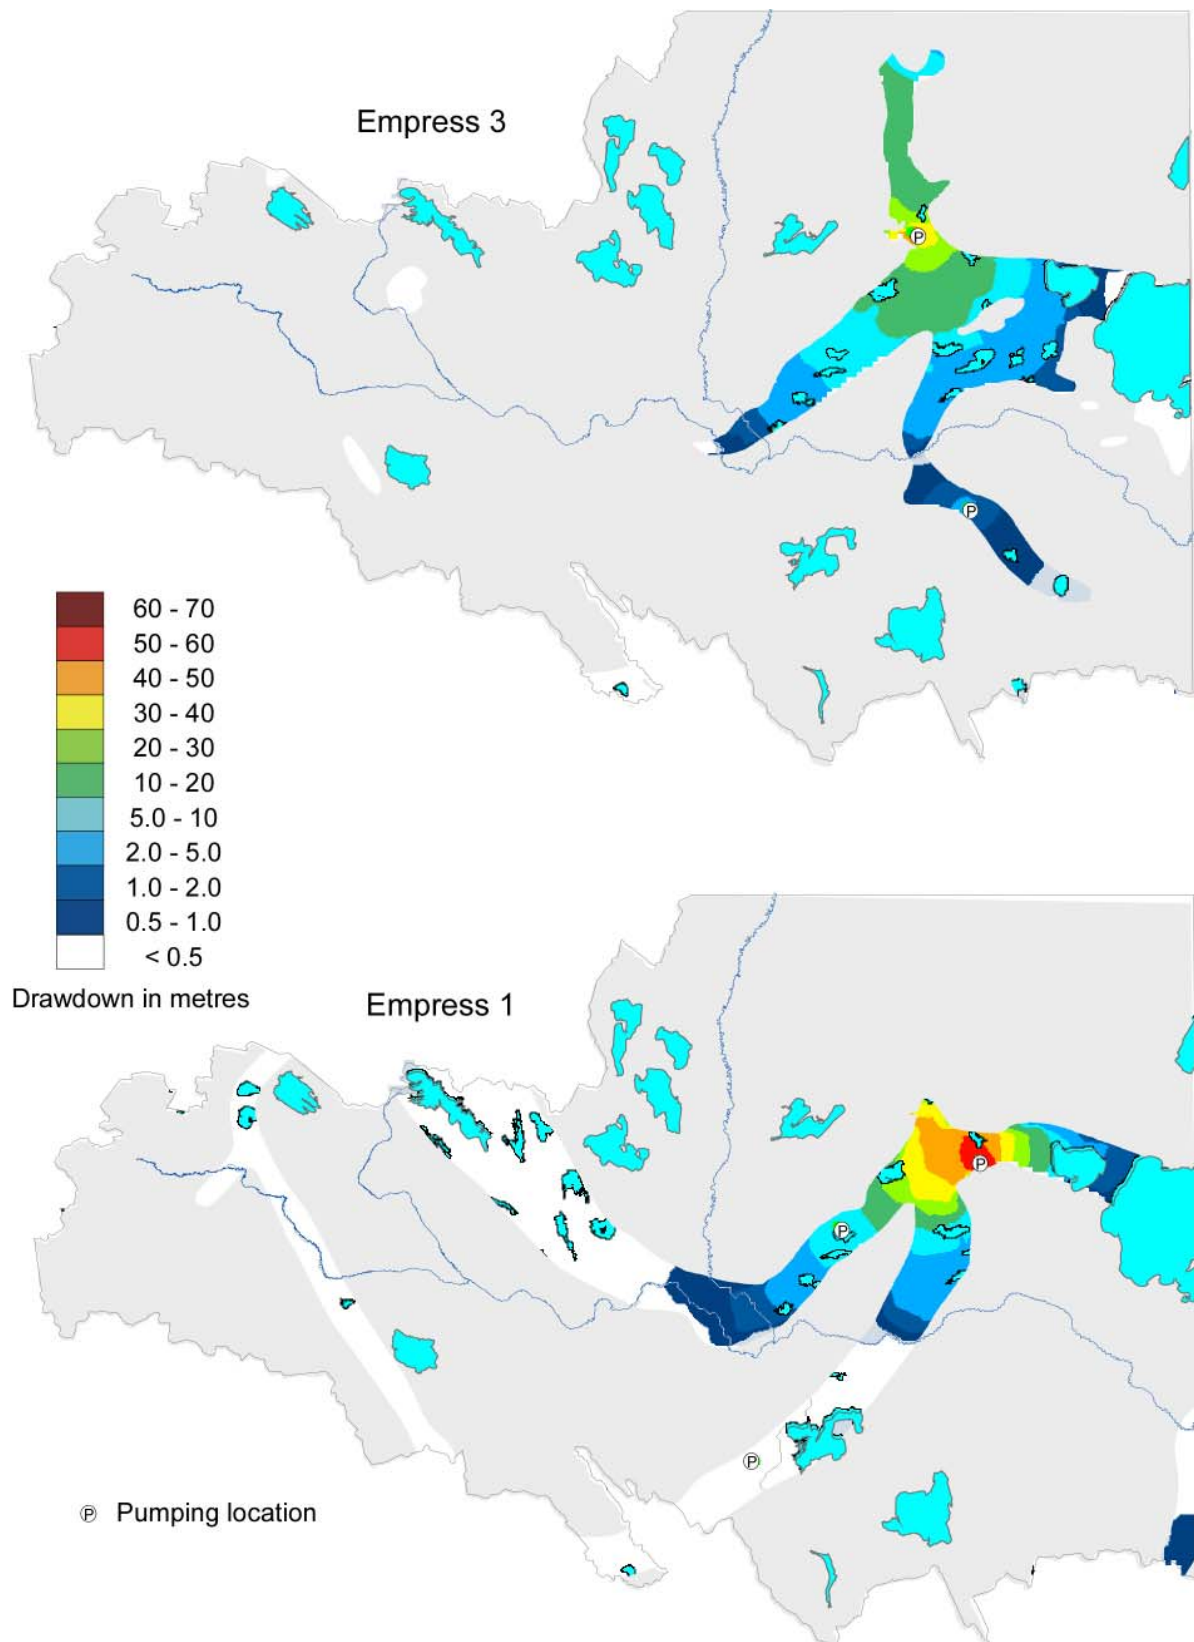 Empress 3
P
P
60 - 70
50 - 60
40 - 50
30 - 40
20 - 30
10 - 20
5.0 - 10
2.0 - 5.0
1.0 - 2.0
0.5 - 1.0
< 0.5
Drawdown in metres
Empress 1
P
P
P
P Pumping location